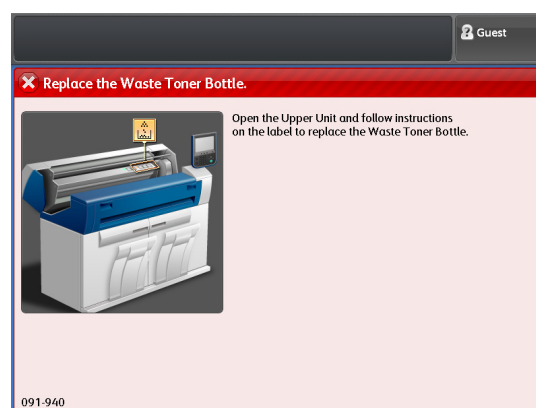 Guest
Replace the Waste Toner Bottle.
Open the Upper Unit and follow instructions
on the label to replace the Waste Toner Bottle.
091-940